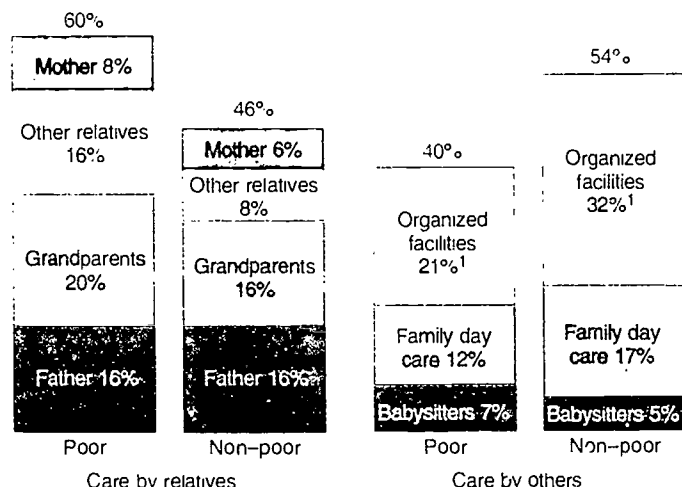 60%
Mother 8%
Other relatives
16%
Grandparents
20%
Father 16%
Poor
46%
Mother 6%
Other relatives
8%
Grandparents
16%
Father 16%
Non-poor
Care by relatives
40%
Organized
facilities
21%¹
Family day
care 12%
Babysitters 7%
Poor
54%
Organized
facilities
32%¹
Family day
care 17%
Babysitters 5%
Non-poor
Care by others